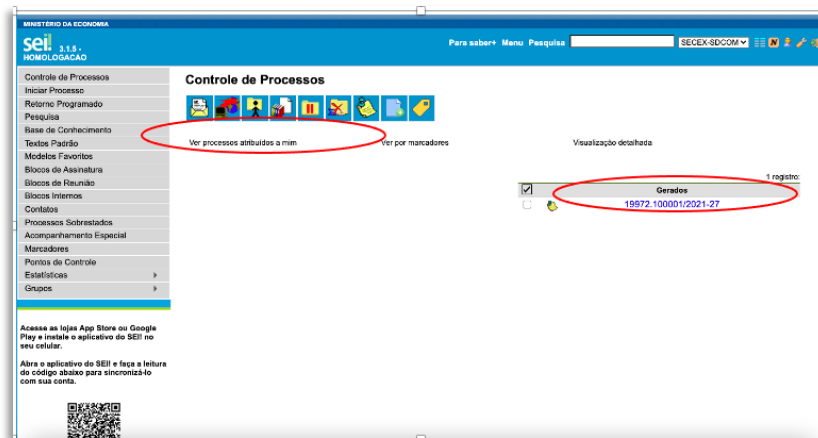 MINISTÉRIO DA ECONOMIA
sei! 3.1.5 -
HOMOLOGACAO
Para saber+ Menu Pesquisa
SECEX-SDCOM
N
Controle de Processos
Iniciar Processo
Retorno Programado
Pesquisa
Base de Conhecimento
Textos Padrão
Modelos Favoritos
Blocos de Assinatura
Blocos de Reunião
Blocos Internos
Contatos
Processos Sobrestados
Acompanhamento Especial
Marcadores
Pontos de Controle
Estatísticas
Grupos
Acesse as lojas App Store ou Google
Play e instale o aplicativo do SEI! no
seu celular.
Abra o aplicativo do SEI! e faça a leitura
do código abaixo para sincronizá-lo
com sua conta.
Controle de Processos
Ver processos atribuídos a mim
Ver por marcadores
Visualização detalhada
1 registro:
Gerados
19972.100001/2021-27